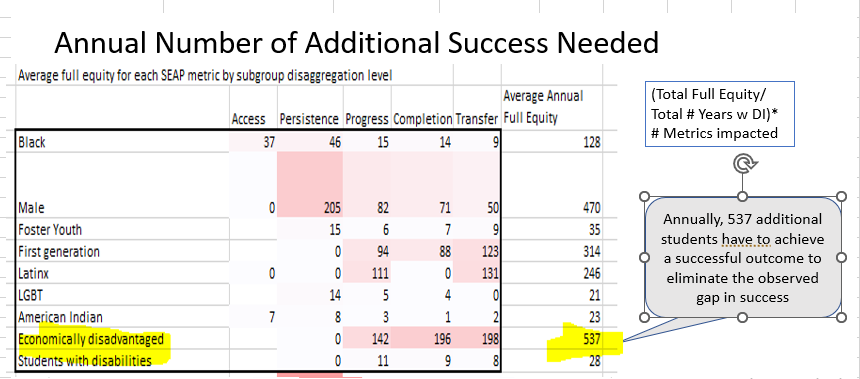 Annual Number of Additional Success Needed
Average full equity for each SEAP metric by subgroup disaggregation level
Average Annual
Access Persistence Progress Completion Transfer Full Equity
Black 37 46 15 14 9 128
Male 0 205 82 71 50 470
Foster Youth 15 6 7 9 35
First generation 0 94 88 123 314
Latinx 0 0 111 0 131 246
LGBT 14 5 4 0 21
American Indian 7 8 3 1 2 23
Economically disadvantaged 0 142 196 198 537
Students with disabilities 0 11 9 8 28
(Total Full Equity/
Total # Years w DI)*
# Metrics impacted
Annually, 537 additional
students have to achieve
a successful outcome to
eliminate the observed
gap in success